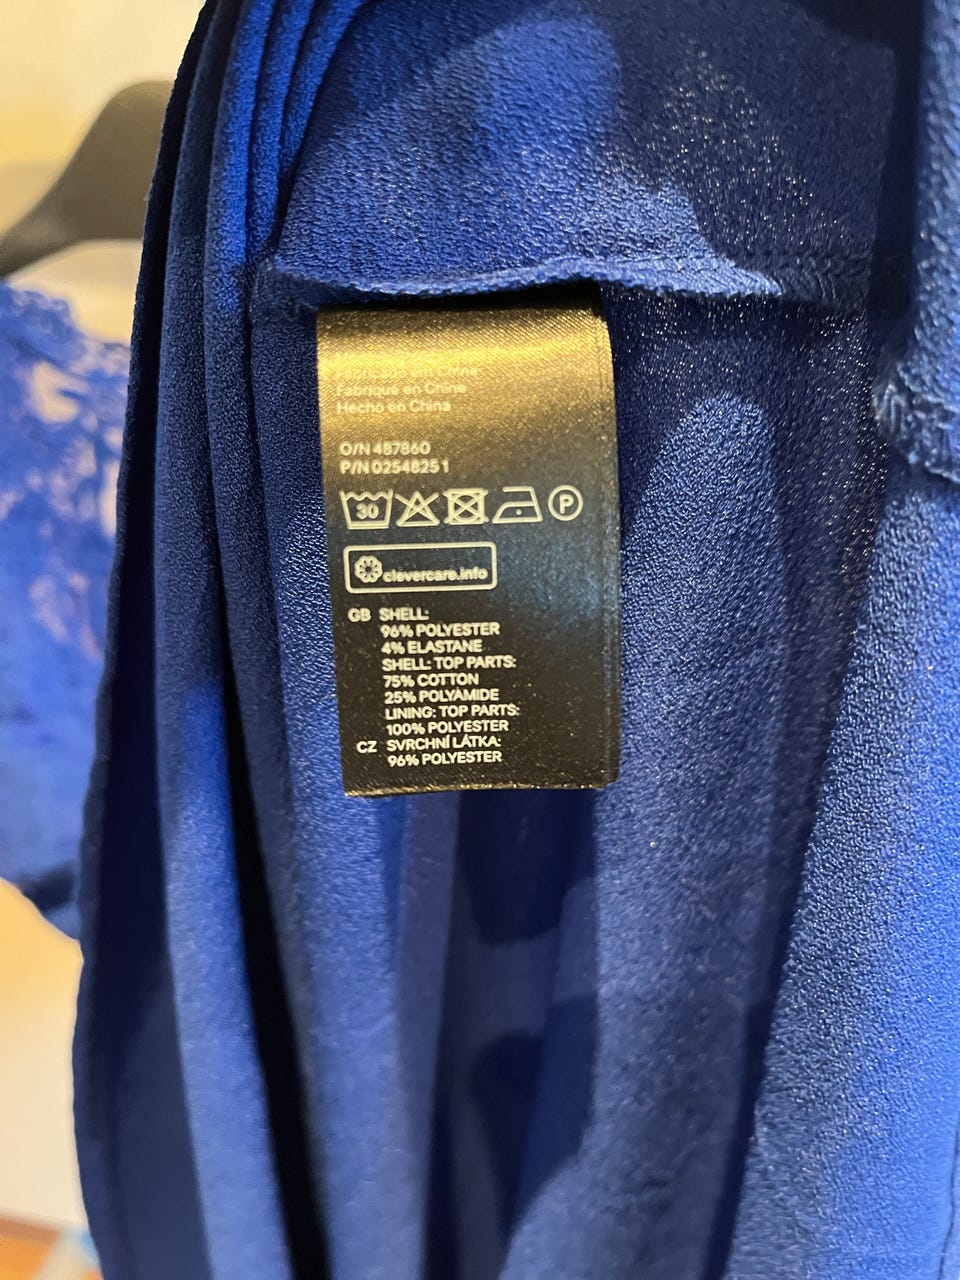 Fabriqué en Chine
Hecho en China
O/N 487860
P/N 02548251
30 P
clevercare.info
GB SHELL:
96% POLYESTER
4% ELASTANE
SHELL: TOP PARTS:
75% COTTON
25% POLYAMIDE
LINING: TOP PARTS:
100% POLYESTER
CZ SVRCHNÍ LÁTKA:
96% POLYESTER